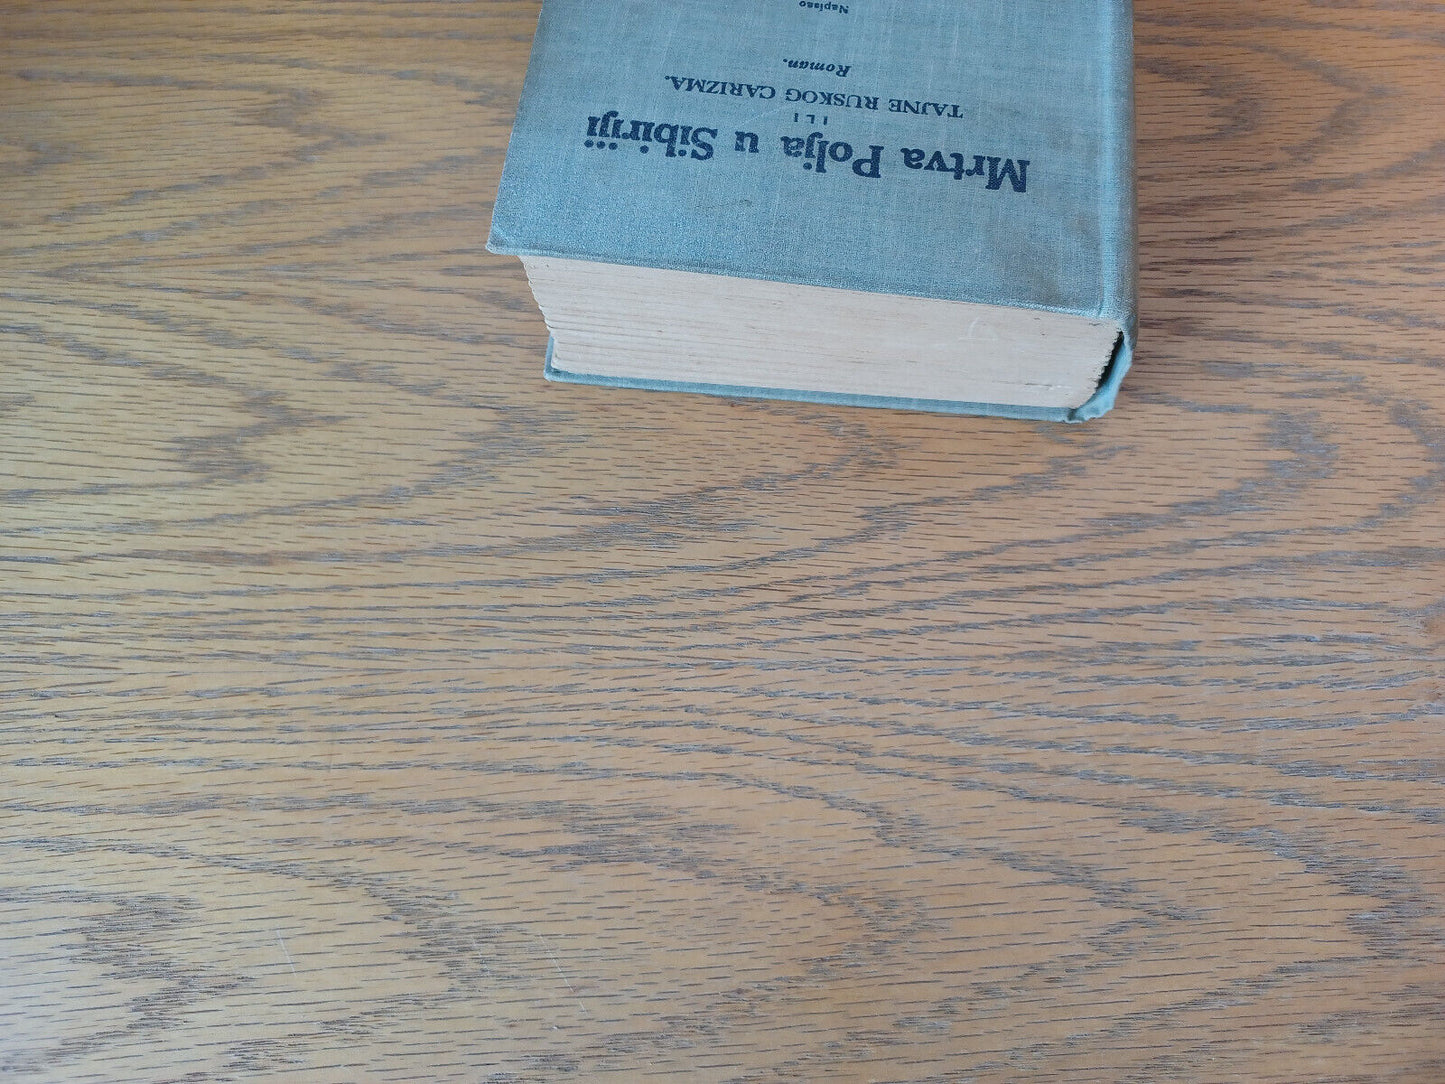 Mrtva Polja u Sibiriji
ILI
TAJNE RUSKOG CARIZMA.
Roman.
Napisao